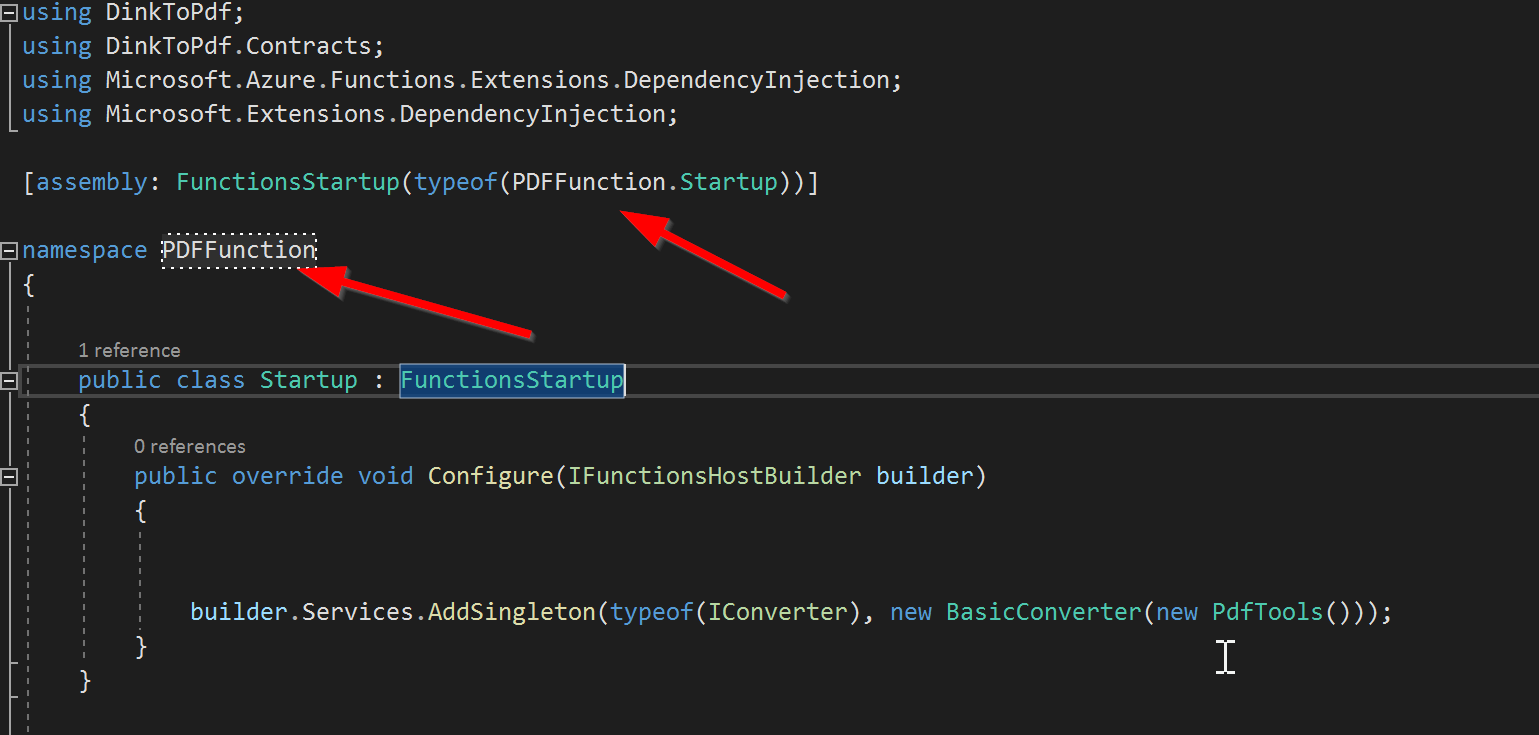 using DinkToPdf;
using DinkToPdf.Contracts;
using Microsoft.Azure.Functions.Extensions.DependencyInjection;
using Microsoft.Extensions.DependencyInjection;
[assembly: FunctionsStartup(typeof(PDFFunction.Startup))]
namespace PDFFunction
{
1 reference
public class Startup : FunctionsStartup
{
0 references
public override void Configure(IFunctionsHostBuilder builder)
{
builder.Services.AddSingleton(typeof(IConverter), new BasicConverter(new PdfTools()));
}
}